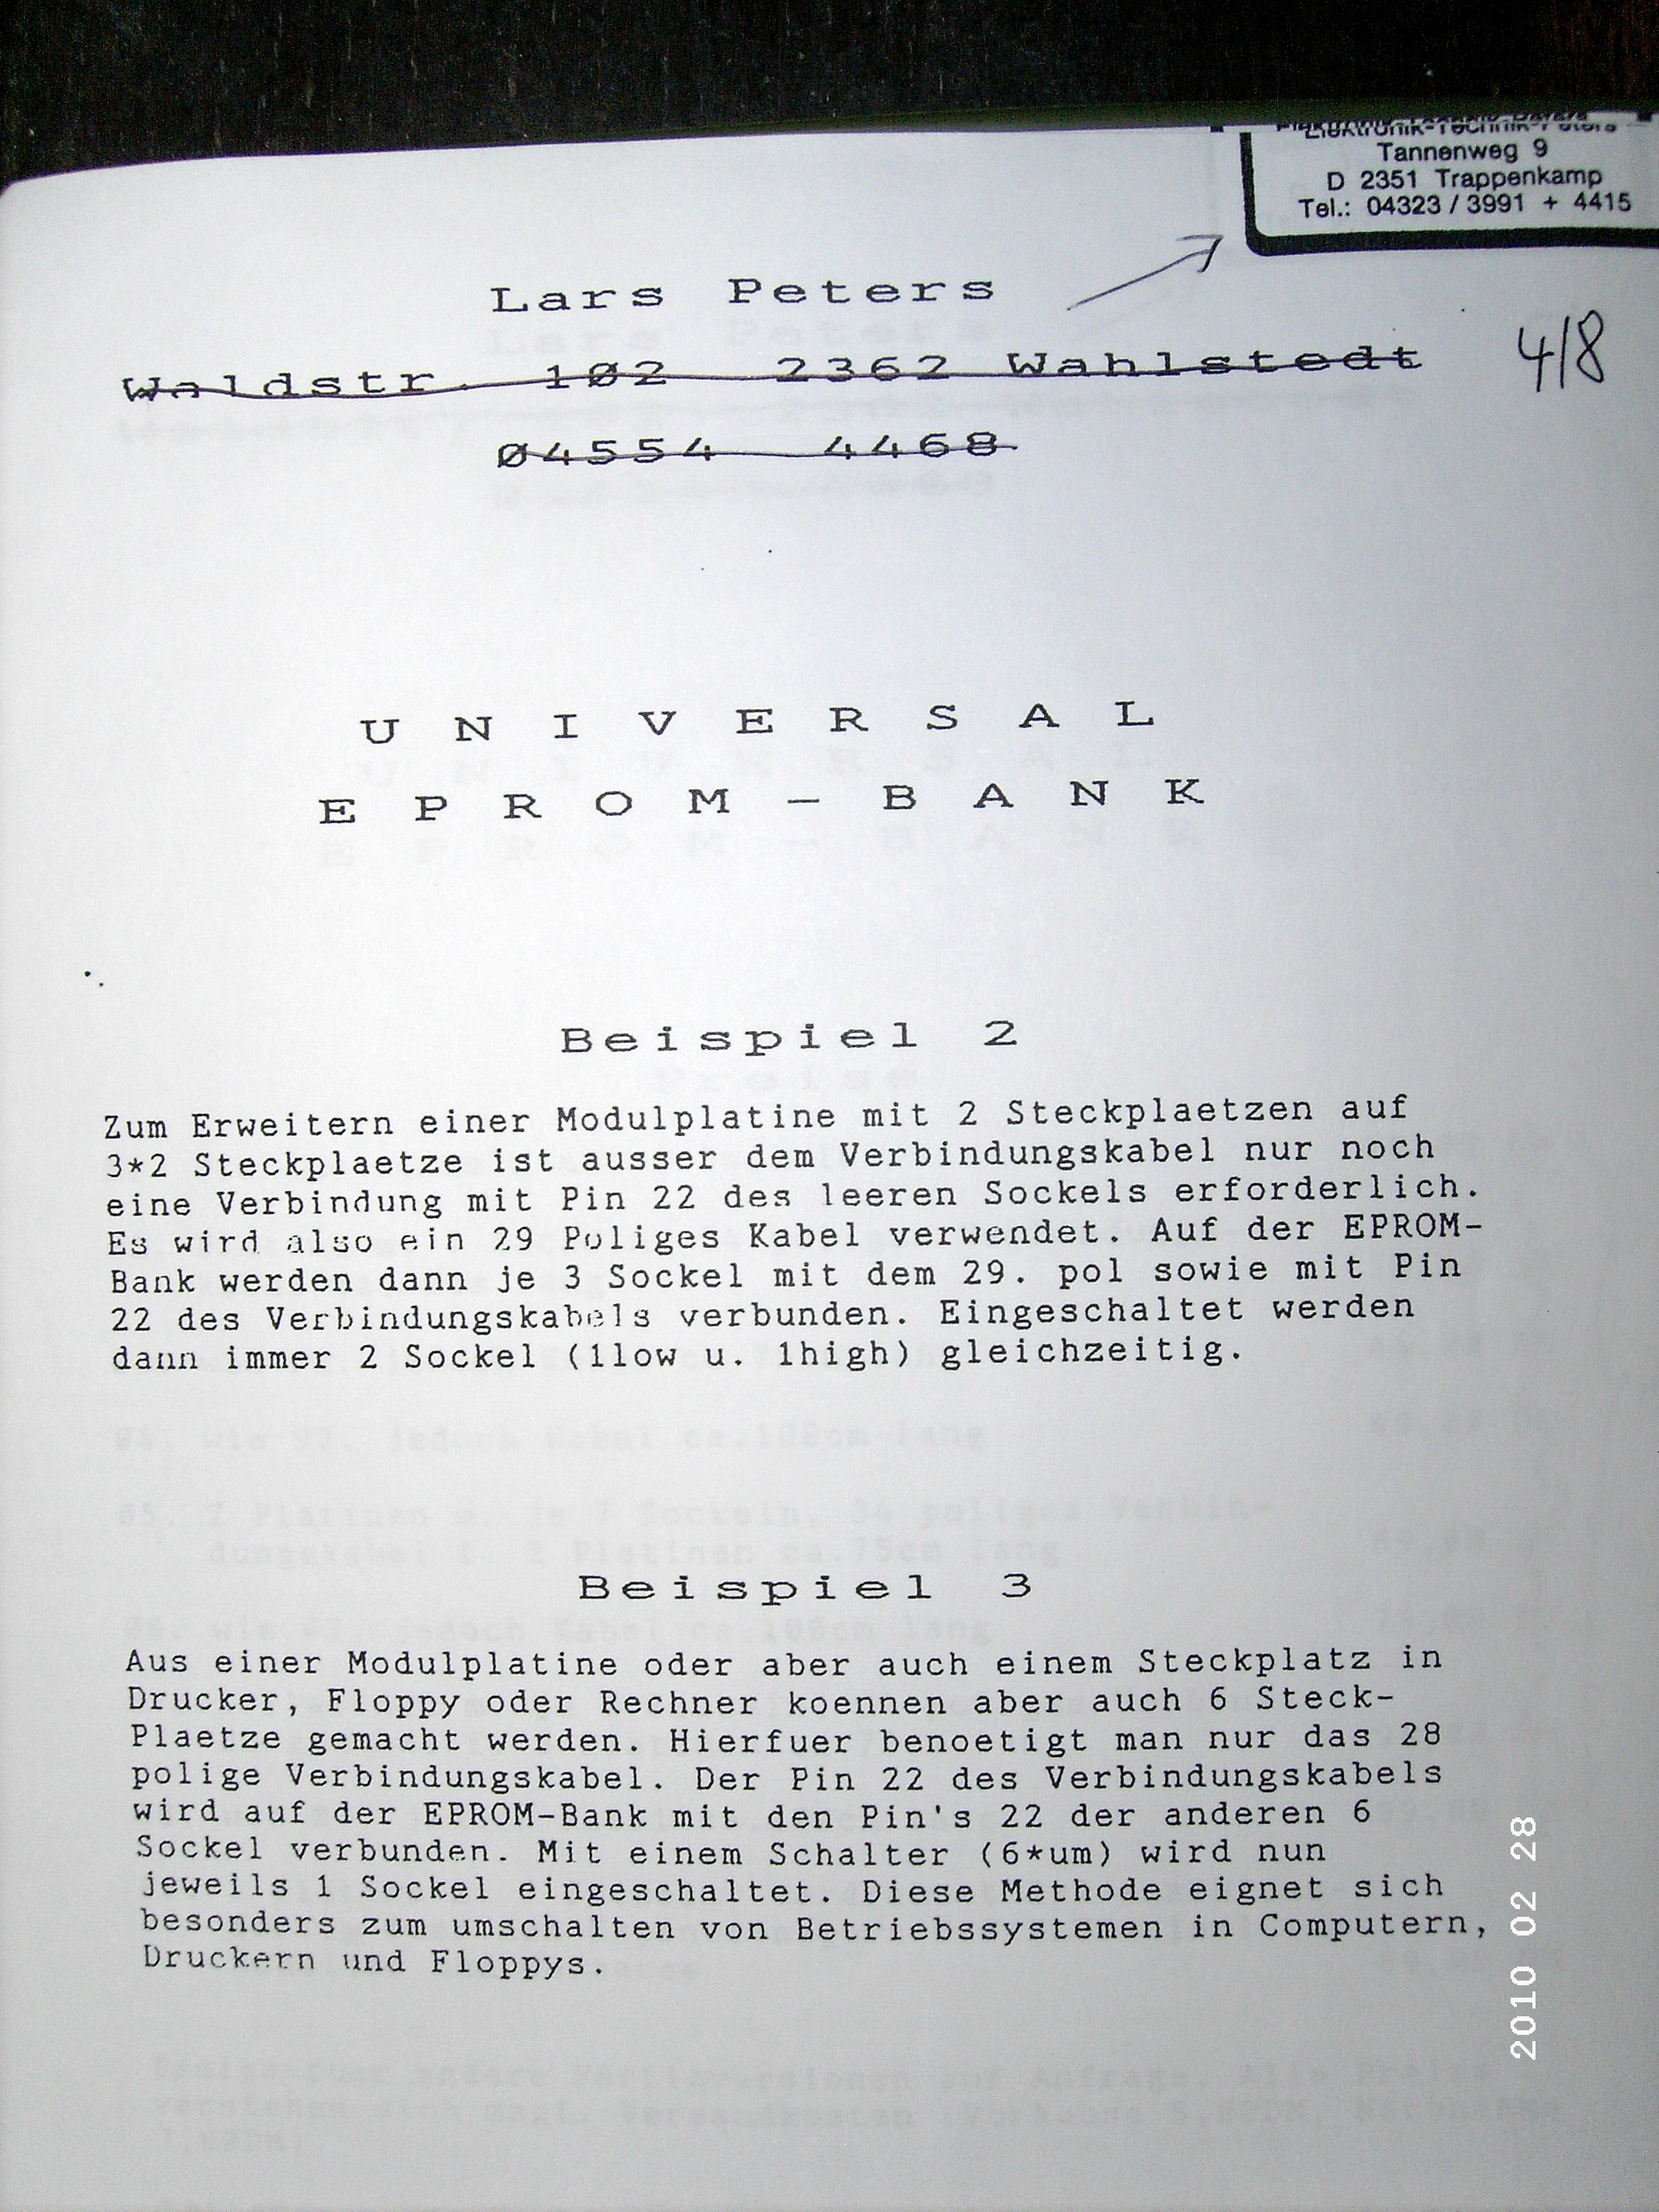 Elektronik-Technik-Peters
Tannenweg 9
D 2351 Trappenkamp
Tel.: 04323 / 3991 + 4415
Lars Peters
Waldstr. 102 2362 Wahlstedt
04554 4468
4/8
UNIVERSAL
EPROM-BANK
Beispiel 2
Zum Erweitern einer Modulplatine mit 2 Steckplaetzen auf
3*2 Steckplaetze ist ausser dem Verbindungskabel nur noch
eine Verbindung mit Pin 22 des leeren Sockels erforderlich.
Es wird also ein 29 Poliges Kabel verwendet. Auf der EPROM-
Bank werden dann je 3 Sockel mit dem 29. pol sowie mit Pin
22 des Verbindungskabels verbunden. Eingeschaltet werden
dann immer 2 Sockel (1low u. 1high) gleichzeitig.
Beispiel 3
Aus einer Modulplatine oder aber auch einem Steckplatz in
Drucker, Floppy oder Rechner koennen aber auch 6 Steck-
Plaetze gemacht werden. Hierfuer benoetigt man nur das 28
polige Verbindungskabel. Der Pin 22 des Verbindungskabels
wird auf der EPROM-Bank mit den Pin's 22 der anderen 6
Sockel verbunden. Mit einem Schalter (6*um) wird nun
jeweils 1 Sockel eingeschaltet. Diese Methode eignet sich
besonders zum umschalten von Betriebssystemen in Computern,
Druckern und Floppys.
2010 02 28